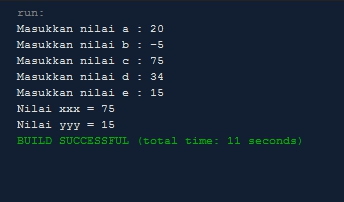 run:
Masukkan nilai a : 20
Masukkan nilai b : -5
Masukkan nilai c : 75
Masukkan nilai d : 34
Masukkan nilai e : 15
Nilai xxx = 75
Nilai yyy = 15
BUILD SUCCESSFUL (total time: 11 seconds)